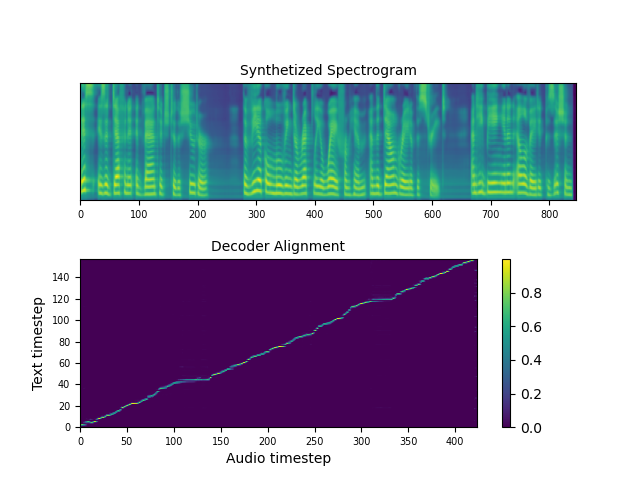 Synthetized Spectrogram
0 100 200 300 400 500 600 700 800
Decoder Alignment
140
120
100
80
60
40
20
0
Text timestep
0 50 100 150 200 250 300 350 400
Audio timestep
0.8
0.6
0.4
0.2
0.0